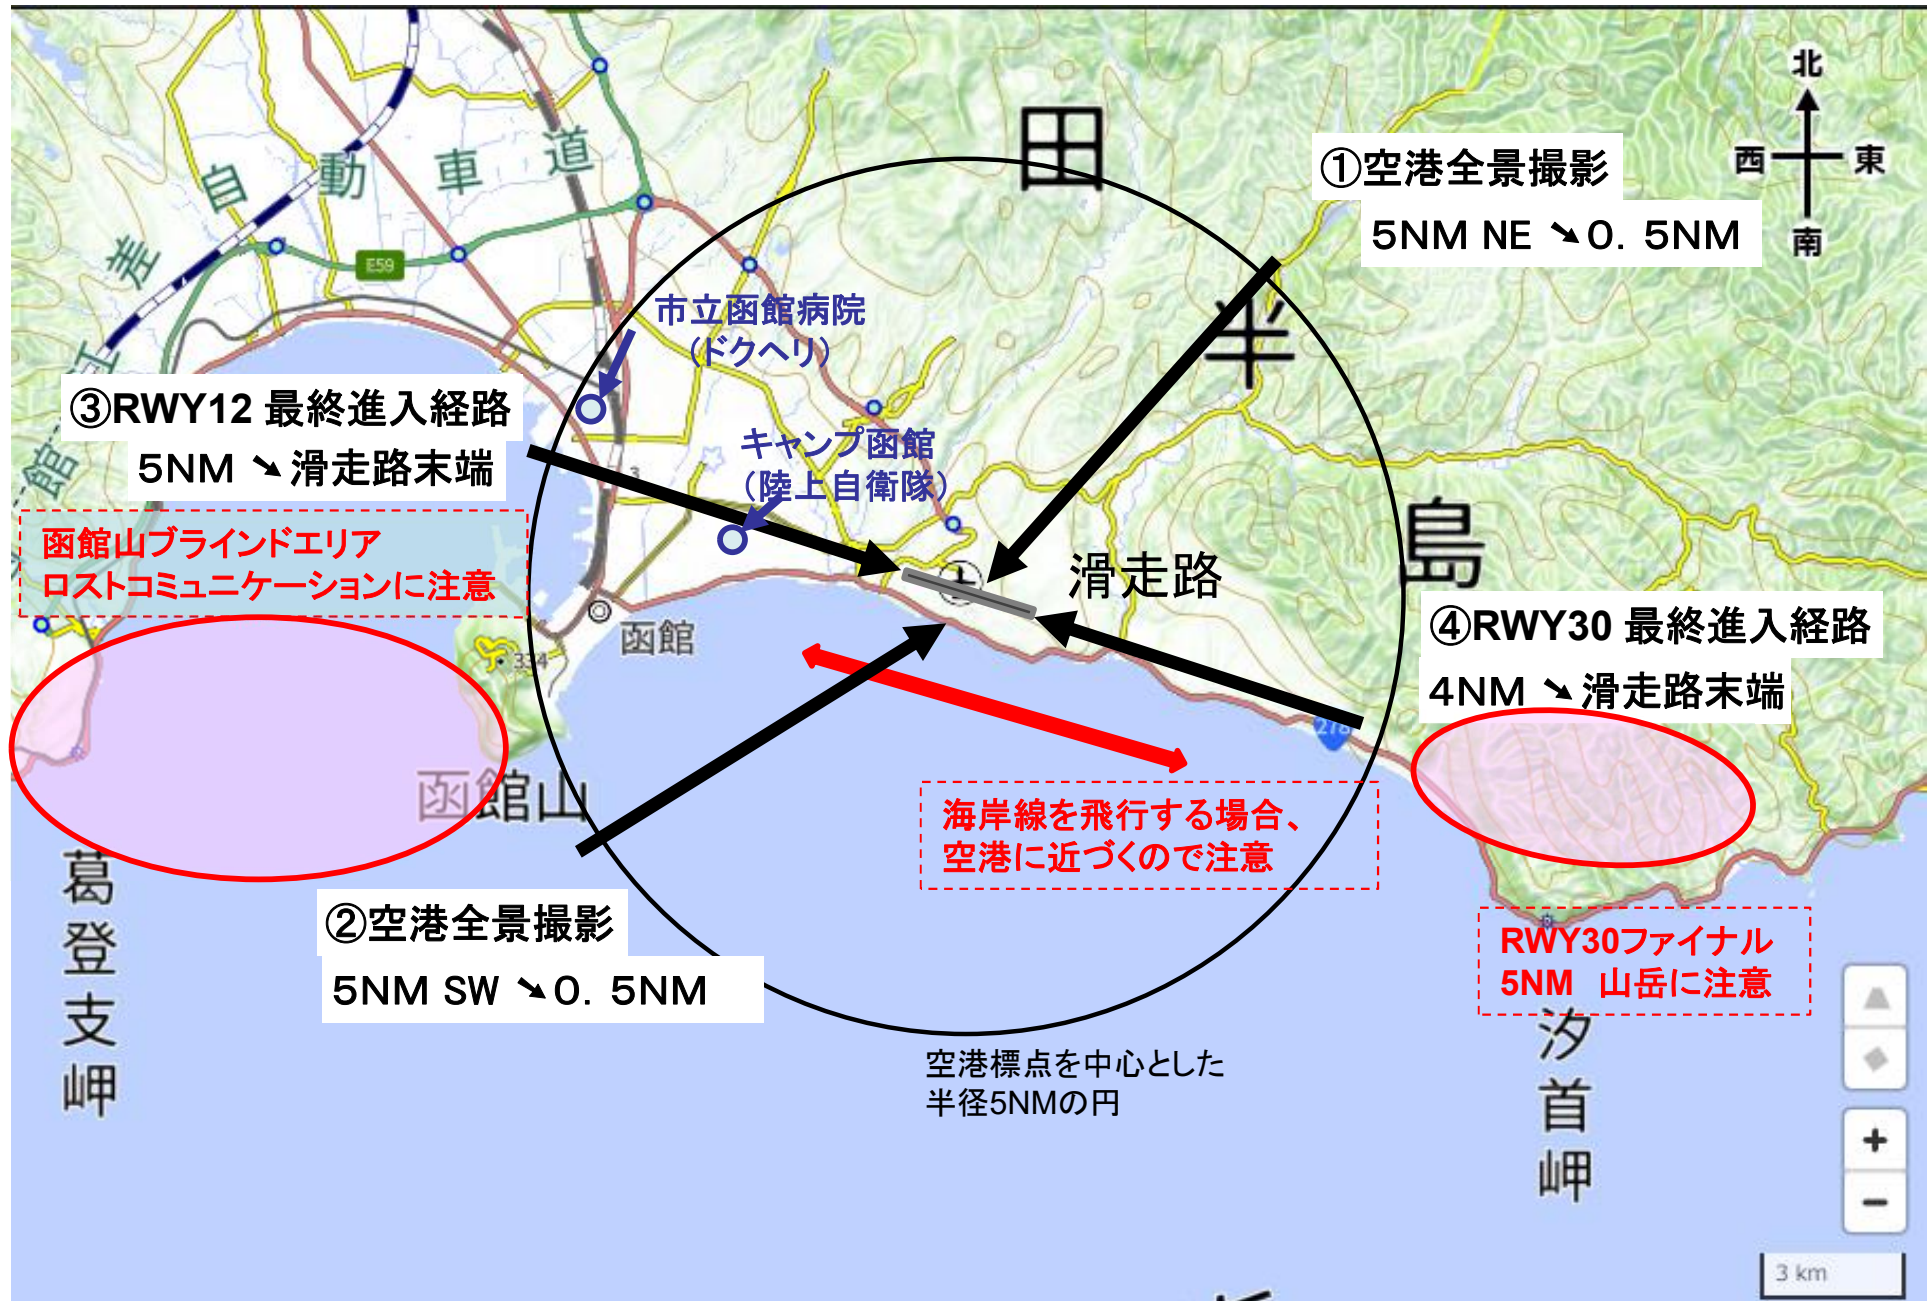 北
西 東
南
田
半
島
①空港全景撮影
5NM NE ➘0. 5NM
差
自動車道
E59
江
館
市立函館病院
(ドクヘリ)
③RWY12 最終進入経路
5NM ➘滑走路末端
キャンプ函館
(陸上自衛隊)
3
函館山ブラインドエリア
ロストコミュニケーションに注意
滑走路
函館
334
④RWY30 最終進入経路
4NM ➘滑走路末端
278
函館山
海岸線を飛行する場合、
空港に近づくので注意
葛登支岬
②空港全景撮影
5NM SW ➘0. 5NM
RWY30ファイナル
5NM 山岳に注意
汐首岬
空港標点を中心とした
半径5NMの円
+
−
3 km